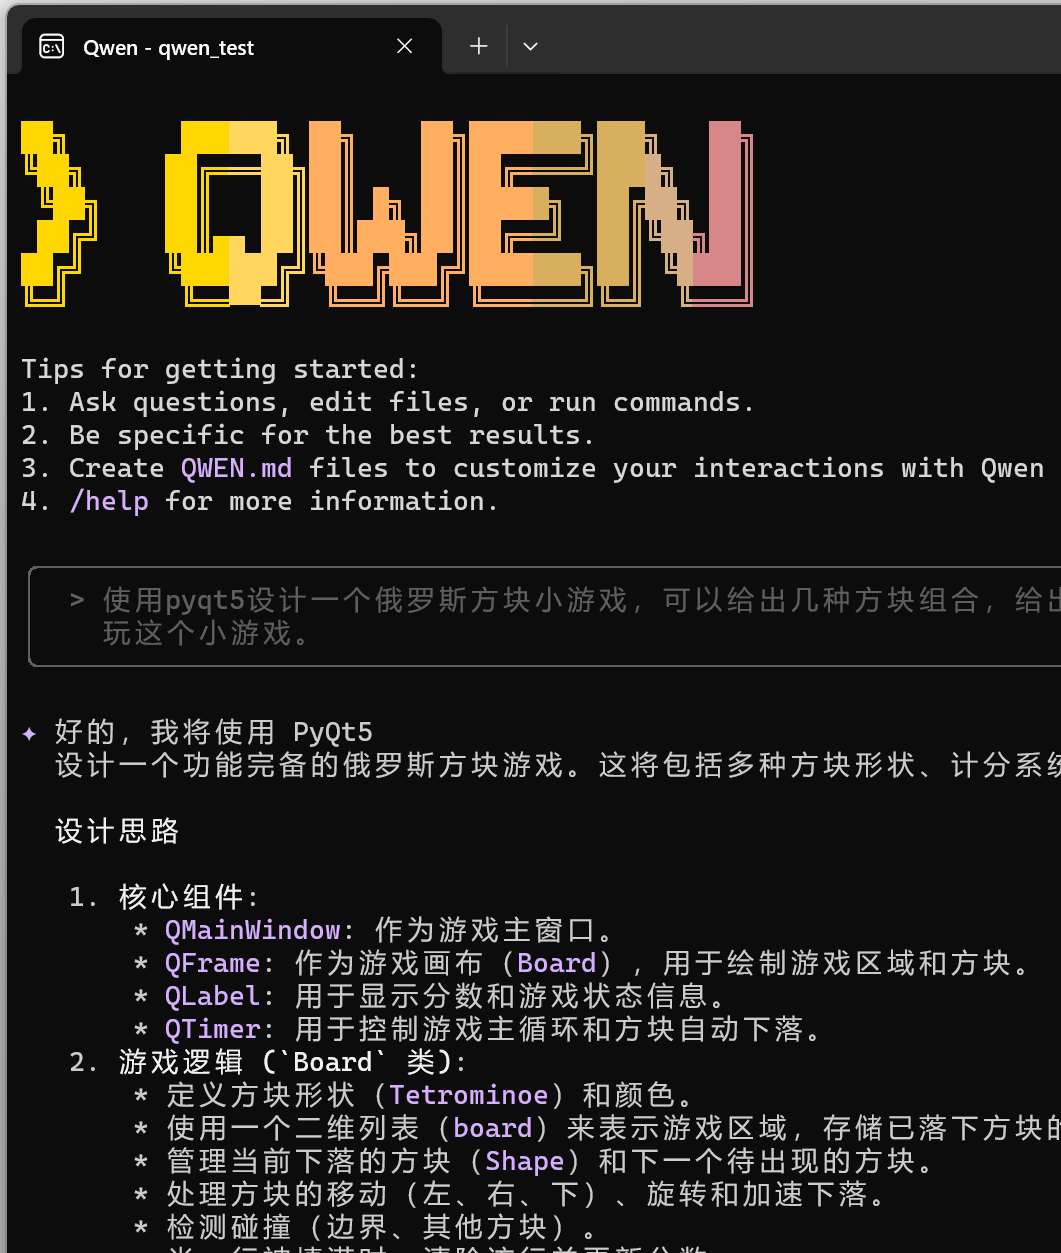 Qwen - qwen_test
QWEN
Tips for getting started:
1. Ask questions, edit files, or run commands.
2. Be specific for the best results.
3. Create QWEN.md files to customize your interactions with Qwen
4. /help for more information.
> 使用pyqt5设计一个俄罗斯方块小游戏，可以给出几种方块组合，给出
玩这个小游戏。
✦ 好的，我将使用 PyQt5
设计一个功能完备的俄罗斯方块游戏。这将包括多种方块形状、计分系统
设计思路
1. 核心组件:
* QMainWindow: 作为游戏主窗口。
* QFrame: 作为游戏画布（Board），用于绘制游戏区域和方块。
* QLabel: 用于显示分数和游戏状态信息。
* QTimer: 用于控制游戏主循环和方块自动下落。
2. 游戏逻辑 (`Board` 类):
* 定义方块形状（Tetrominoe）和颜色。
* 使用一个二维列表（board）来表示游戏区域，存储已落下方块的
* 管理当前下落的方块（Shape）和下一个待出现的方块。
* 处理方块的移动（左、右、下）、旋转和加速下落。
* 检测碰撞（边界、其他方块）。